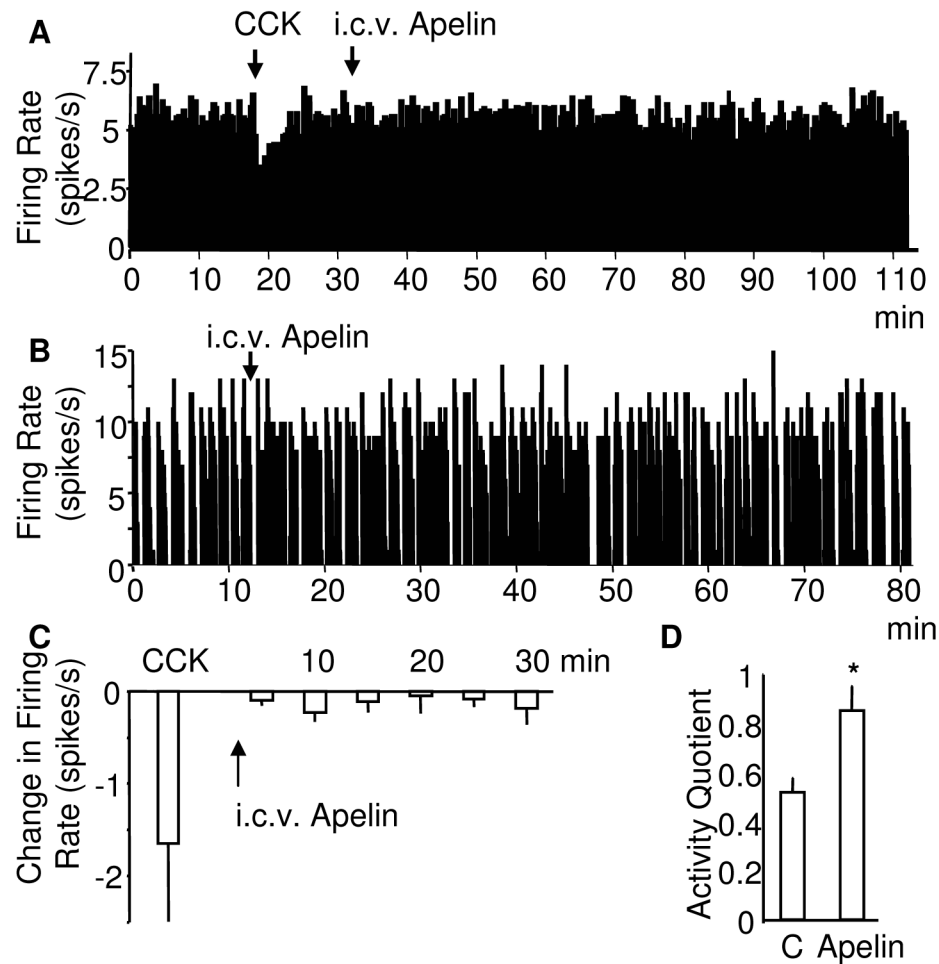 A
CCK i.c.v. Apelin
Firing Rate
(spikes/s)
7.5
5
2.5
0
0 10 20 30 40 50 60 70 80 90 100 110
min
B
i.c.v. Apelin
Firing Rate
(spikes/s)
15
10
5
0
0 10 20 30 40 50 60 70 80
min
C
CCK 10 20 30 min
Change in Firing
Rate (spikes/s)
0
-1
-2
i.c.v. Apelin
D
Activity Quotient
1
0.8
0.6
0.4
0.2
0
*
C Apelin